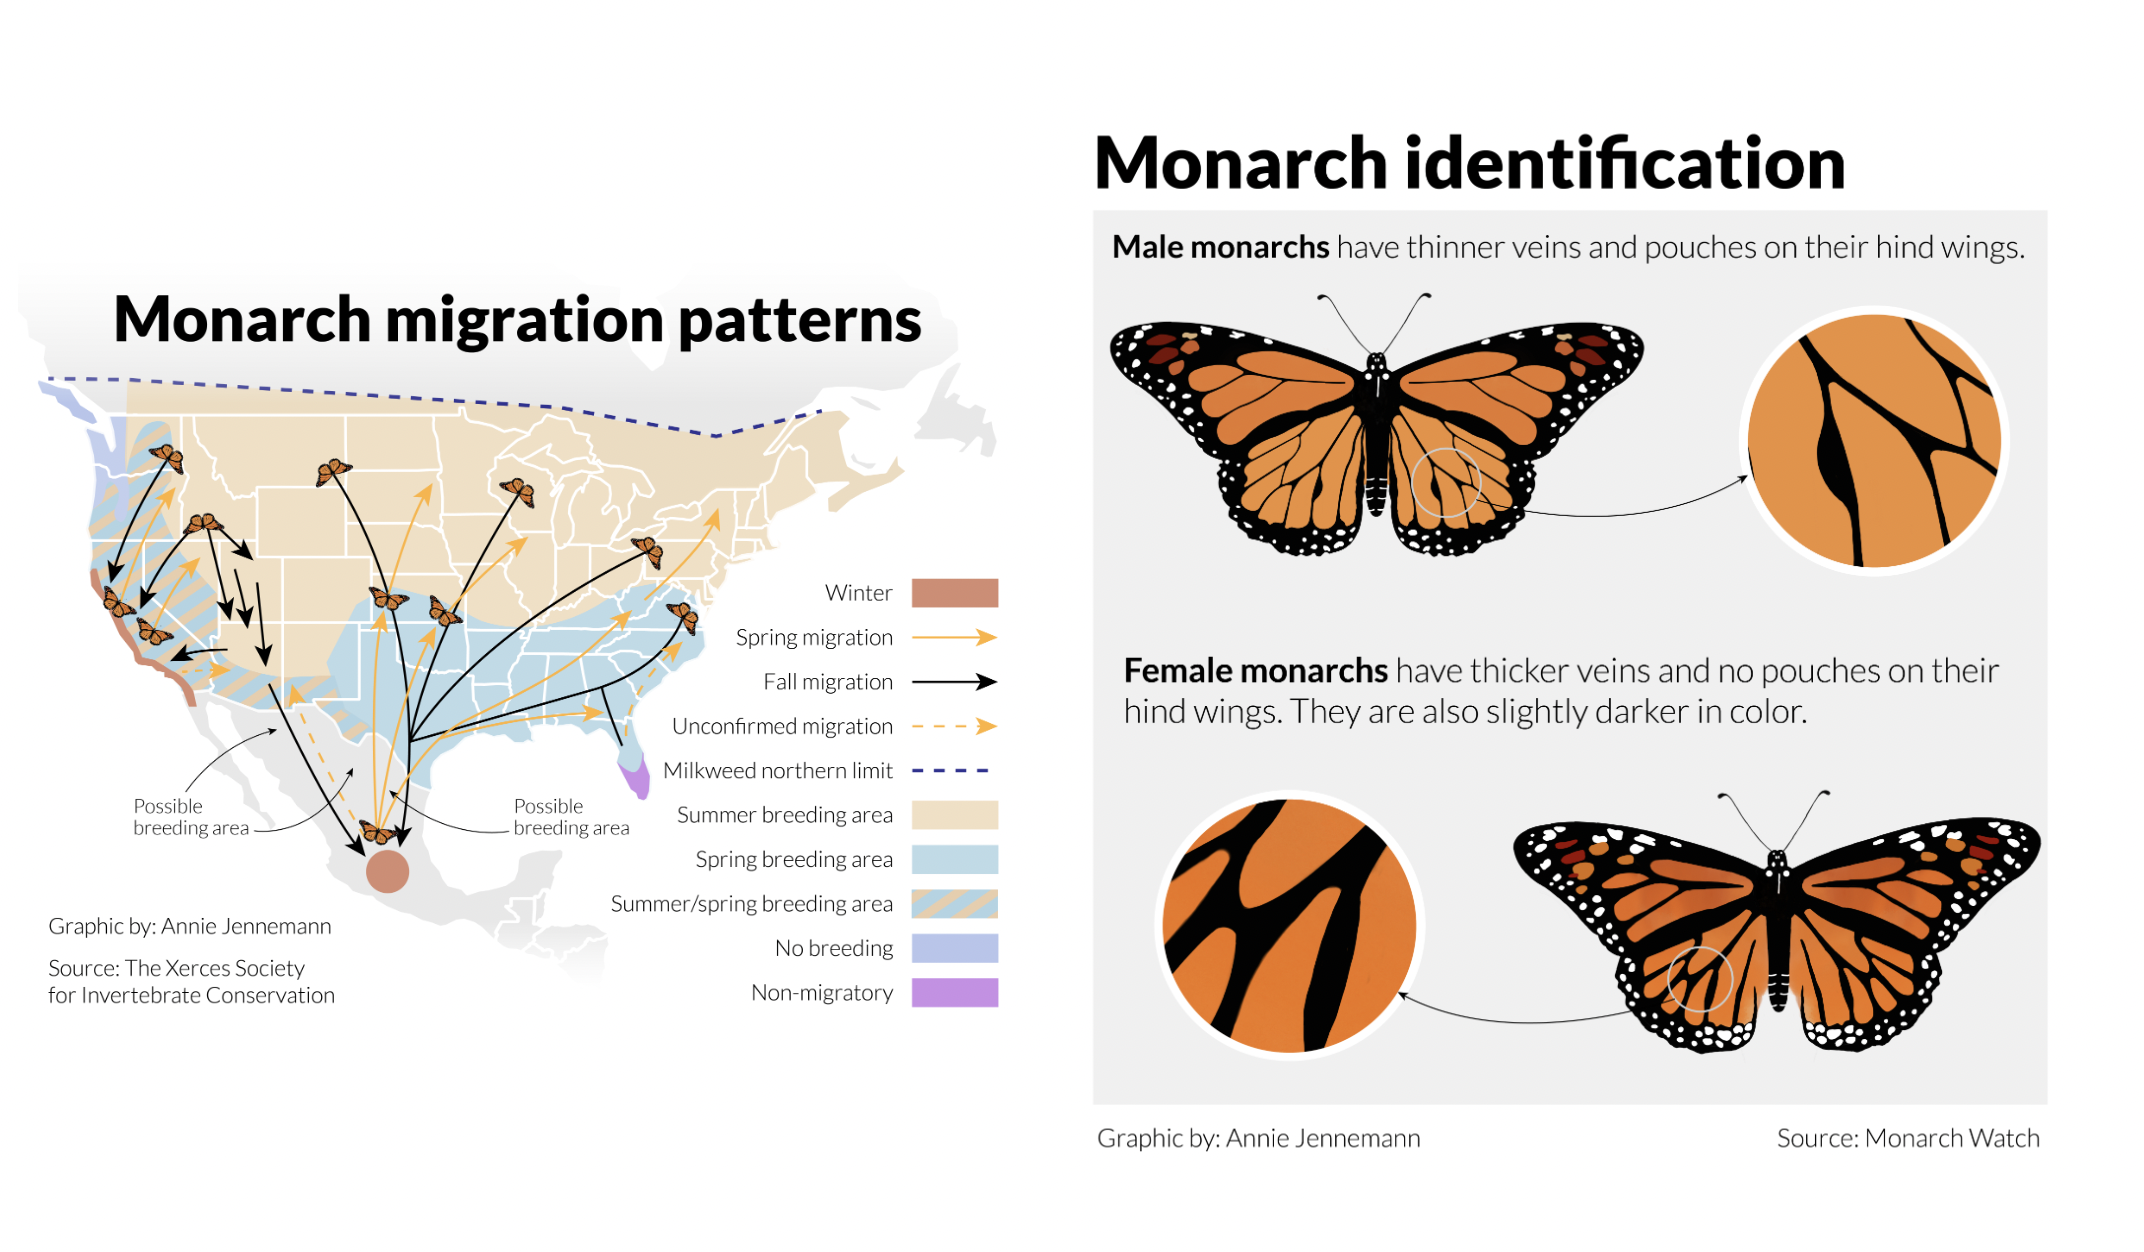 Monarch migration patterns
Winter
Spring migration
Fall migration
Unconfirmed migration
Milkweed northern limit
Summer breeding area
Spring breeding area
Summer/spring breeding area
No breeding
Non-migratory
Possible
breeding area
Possible
breeding area
Graphic by: Annie Jennemann
Source: The Xerces Society
for Invertebrate Conservation
Monarch identification
Male monarchs have thinner veins and pouches on their hind wings.
Female monarchs have thicker veins and no pouches on their
hind wings. They are also slightly darker in color.
Graphic by: Annie Jennemann
Source: Monarch Watch